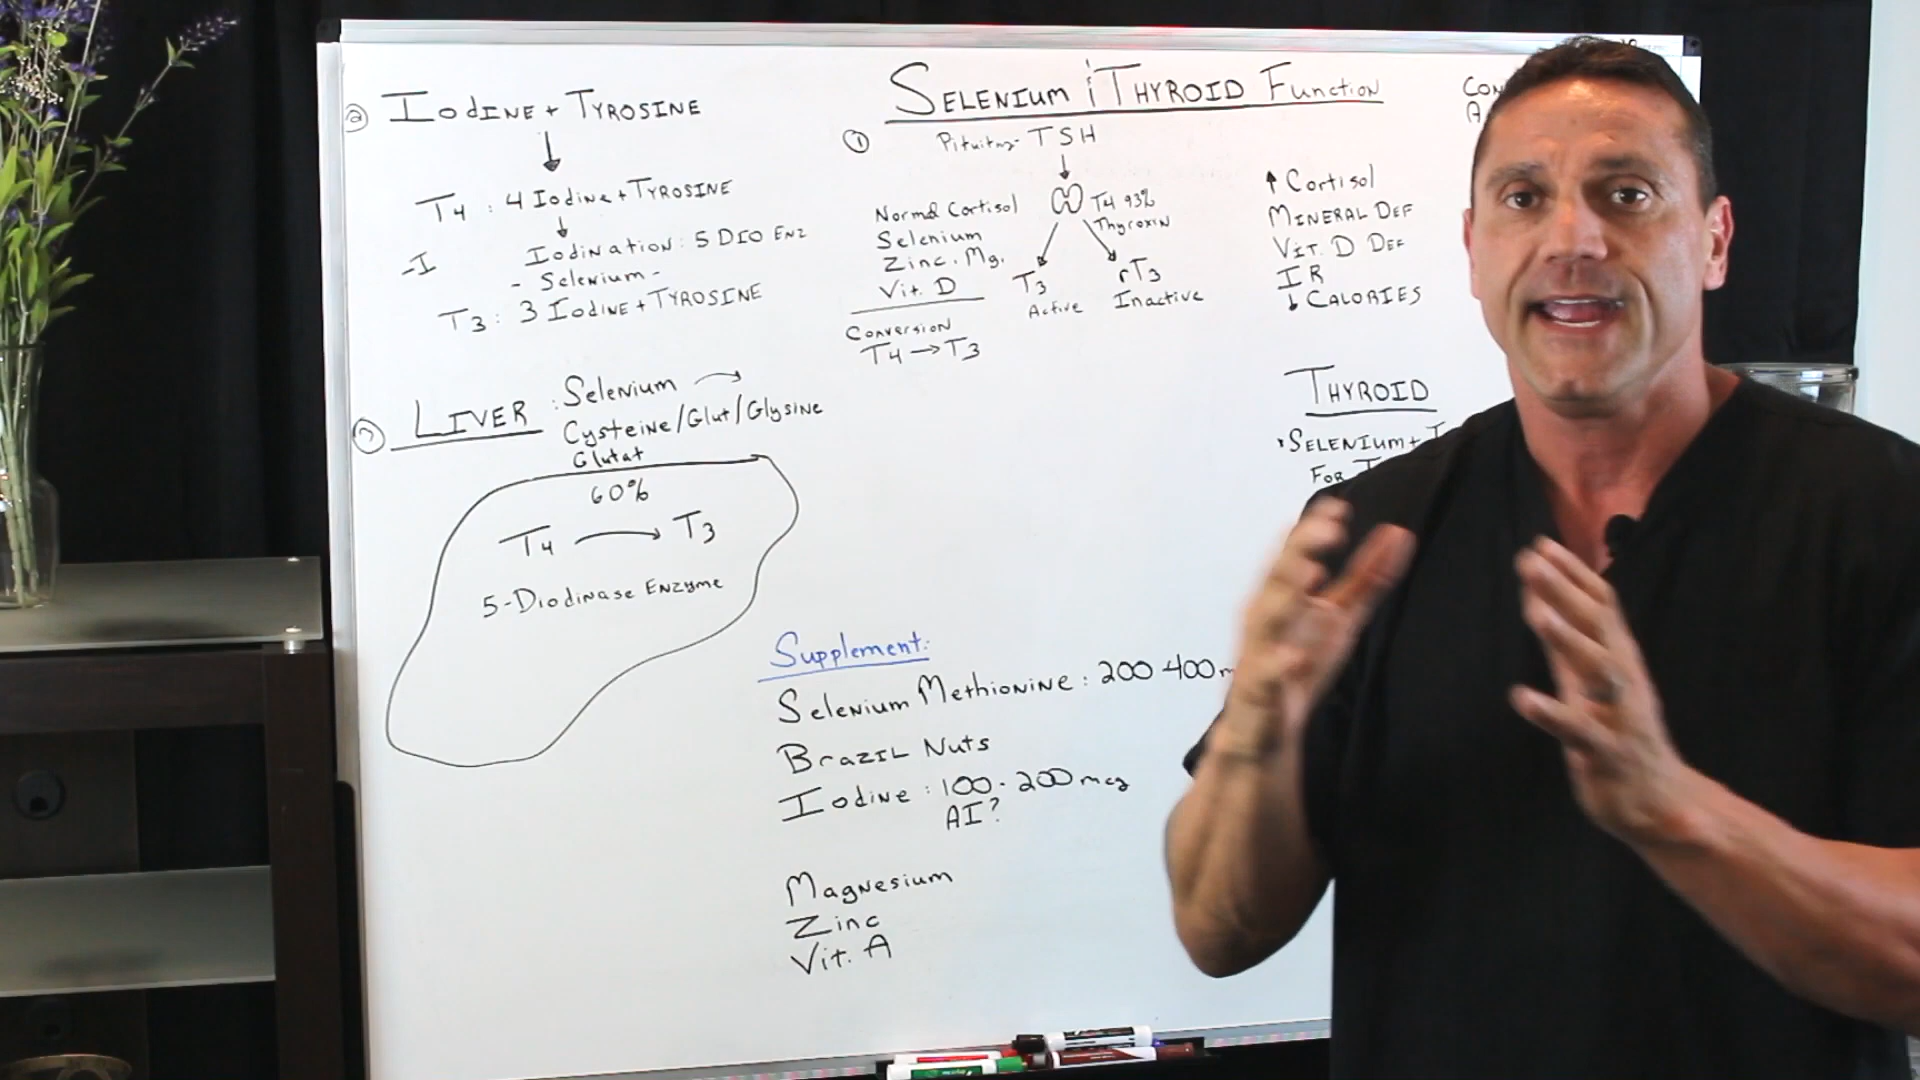 ② IODINE + TYROSINE
T4 : 4 Iodine + TYROSINE
-I
Iodination : 5 DIO ENZ
- Selenium -
T3 : 3 Iodine + TYROSINE
③ LIVER : Selenium
Cysteine/Glut/Glysine
Glutat
60%
T4 → T3
5-Diodinase Enzyme
SELENIUM & THYROID Function
① Pituitary- TSH
T4 93%
Thyroxin
Normal Cortisol
Selenium
Zinc. Mg.
Vit. D
Conversion
T4 → T3
T3
Active
rT3
Inactive
CON
↑ Cortisol
MINERAL DEF
Vit. D DEF
IR
↓ CALORIES
THYROID
SELENIUM +
FOR
Supplement:
Selenium Methionine : 200-400 m
Brazil Nuts
Iodine : 100-200 mcg
AI?
Magnesium
Zinc
Vit. A